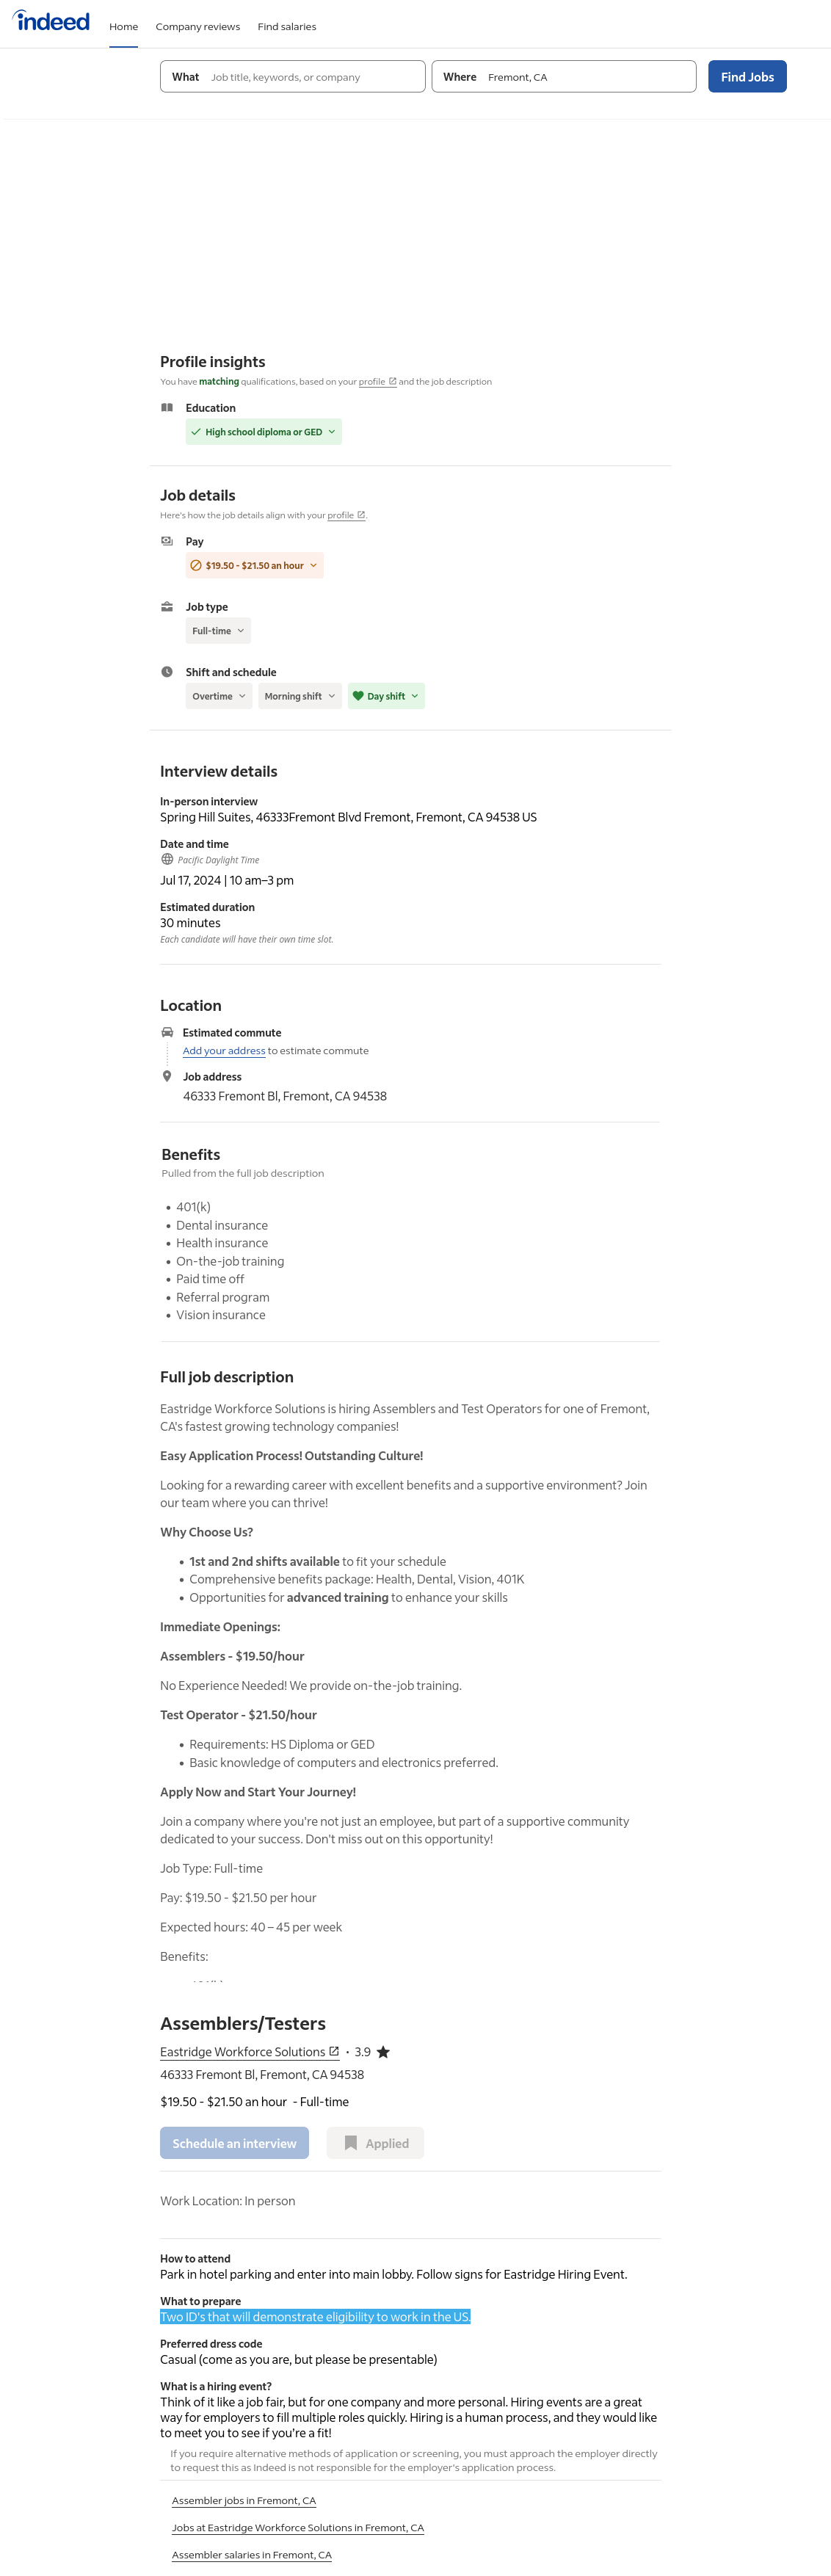 indeed
Home Company reviews Find salaries
What Job title, keywords, or company Where Fremont, CA Find Jobs
Profile insights
You have matching qualifications, based on your profile and the job description
Education
High school diploma or GED
Job details
Here's how the job details align with your profile.
Pay
$19.50 - $21.50 an hour
Job type
Full-time
Shift and schedule
Overtime Morning shift Day shift
Interview details
In-person interview
Spring Hill Suites, 46333Fremont Blvd Fremont, Fremont, CA 94538 US
Date and time
Pacific Daylight Time
Jul 17, 2024 | 10 am–3 pm
Estimated duration
30 minutes
Each candidate will have their own time slot.
Location
Estimated commute
Add your address to estimate commute
Job address
46333 Fremont Bl, Fremont, CA 94538
Benefits
Pulled from the full job description
• 401(k)
• Dental insurance
• Health insurance
• On-the-job training
• Paid time off
• Referral program
• Vision insurance
Full job description
Eastridge Workforce Solutions is hiring Assemblers and Test Operators for one of Fremont,
CA's fastest growing technology companies!
Easy Application Process! Outstanding Culture!
Looking for a rewarding career with excellent benefits and a supportive environment? Join
our team where you can thrive!
Why Choose Us?
• 1st and 2nd shifts available to fit your schedule
• Comprehensive benefits package: Health, Dental, Vision, 401K
• Opportunities for advanced training to enhance your skills
Immediate Openings:
Assemblers - $19.50/hour
No Experience Needed! We provide on-the-job training.
Test Operator - $21.50/hour
• Requirements: HS Diploma or GED
• Basic knowledge of computers and electronics preferred.
Apply Now and Start Your Journey!
Join a company where you're not just an employee, but part of a supportive community
dedicated to your success. Don't miss out on this opportunity!
Job Type: Full-time
Pay: $19.50 - $21.50 per hour
Expected hours: 40 – 45 per week
Benefits:
Assemblers/Testers
Eastridge Workforce Solutions · 3.9
46333 Fremont Bl, Fremont, CA 94538
$19.50 - $21.50 an hour - Full-time
Schedule an interview Applied
Work Location: In person
How to attend
Park in hotel parking and enter into main lobby. Follow signs for Eastridge Hiring Event.
What to prepare
Two ID's that will demonstrate eligibility to work in the US.
Preferred dress code
Casual (come as you are, but please be presentable)
What is a hiring event?
Think of it like a job fair, but for one company and more personal. Hiring events are a great
way for employers to fill multiple roles quickly. Hiring is a human process, and they would like
to meet you to see if you're a fit!
If you require alternative methods of application or screening, you must approach the employer directly
to request this as Indeed is not responsible for the employer's application process.
Assembler jobs in Fremont, CA
Jobs at Eastridge Workforce Solutions in Fremont, CA
Assembler salaries in Fremont, CA